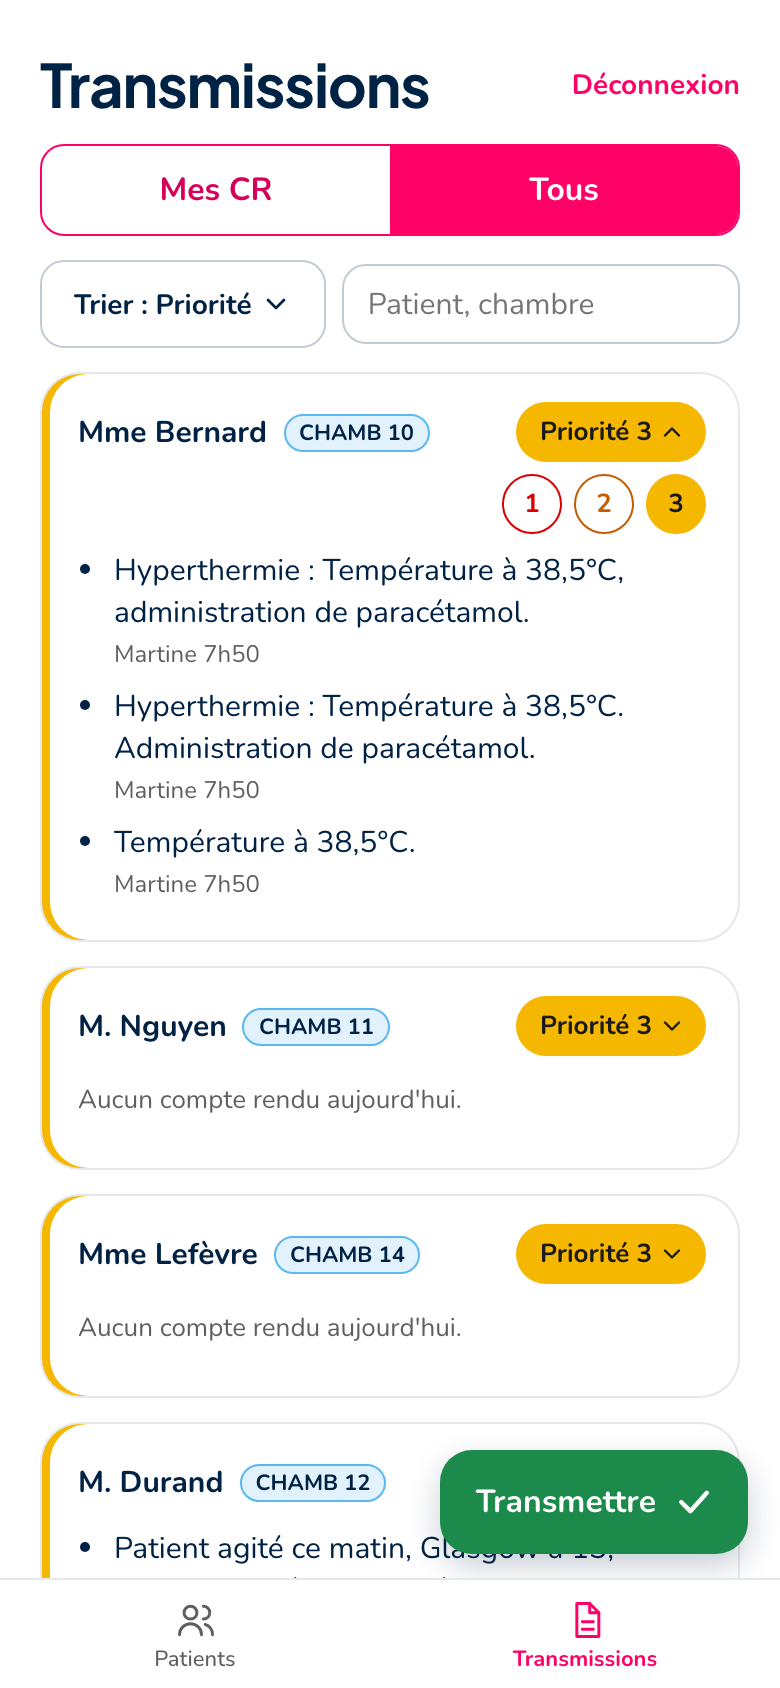 Transmissions
Déconnexion
Mes CR
Tous
Trier : Priorité
Patient, chambre
Mme Bernard
CHAMB 10
Priorité 3
1
2
3
• Hyperthermie : Température à 38,5°C,
administration de paracétamol.
Martine 7h50
• Hyperthermie : Température à 38,5°C.
Administration de paracétamol.
Martine 7h50
• Température à 38,5°C.
Martine 7h50
M. Nguyen
CHAMB 11
Priorité 3
Aucun compte rendu aujourd'hui.
Mme Lefèvre
CHAMB 14
Priorité 3
Aucun compte rendu aujourd'hui.
M. Durand
CHAMB 12
Transmettre
• Patient agité ce matin, Glasgow à
Patients
Transmissions